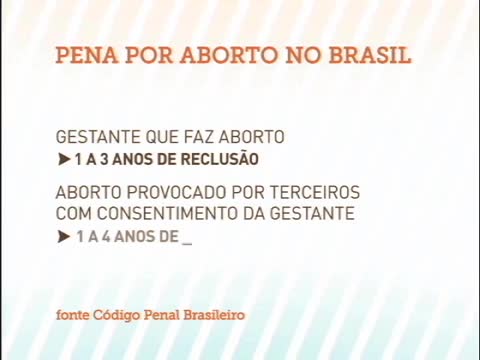 PENA POR ABORTO NO BRASIL
GESTANTE QUE FAZ ABORTO
➤ 1 A 3 ANOS DE RECLUSÃO
ABORTO PROVOCADO POR TERCEIROS
COM CONSENTIMENTO DA GESTANTE
➤ 1 A 4 ANOS DE _
fonte Código Penal Brasileiro